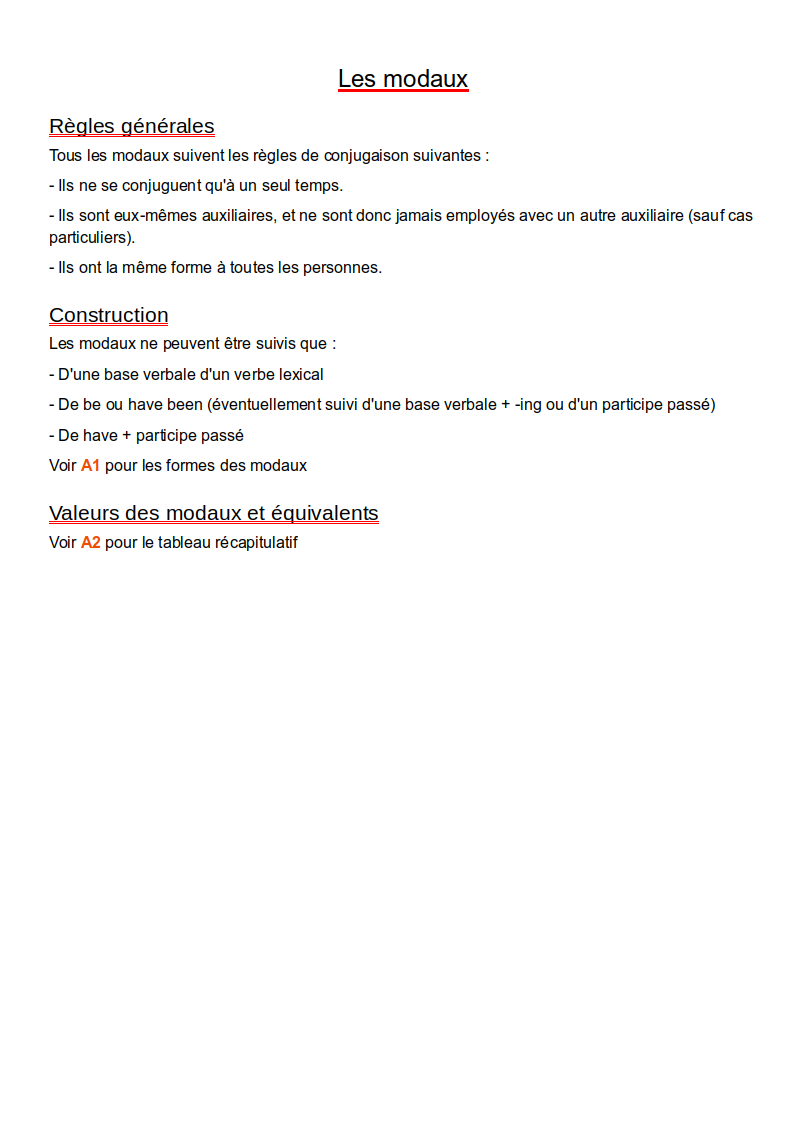 Les modaux
Règles générales
Tous les modaux suivent les règles de conjugaison suivantes :
- Ils ne se conjuguent qu'à un seul temps.
- Ils sont eux-mêmes auxiliaires, et ne sont donc jamais employés avec un autre auxiliaire (sauf cas
particuliers).
- Ils ont la même forme à toutes les personnes.
Construction
Les modaux ne peuvent être suivis que :
- D'une base verbale d'un verbe lexical
- De be ou have been (éventuellement suivi d'une base verbale + -ing ou d'un participe passé)
- De have + participe passé
Voir A1 pour les formes des modaux
Valeurs des modaux et équivalents
Voir A2 pour le tableau récapitulatif